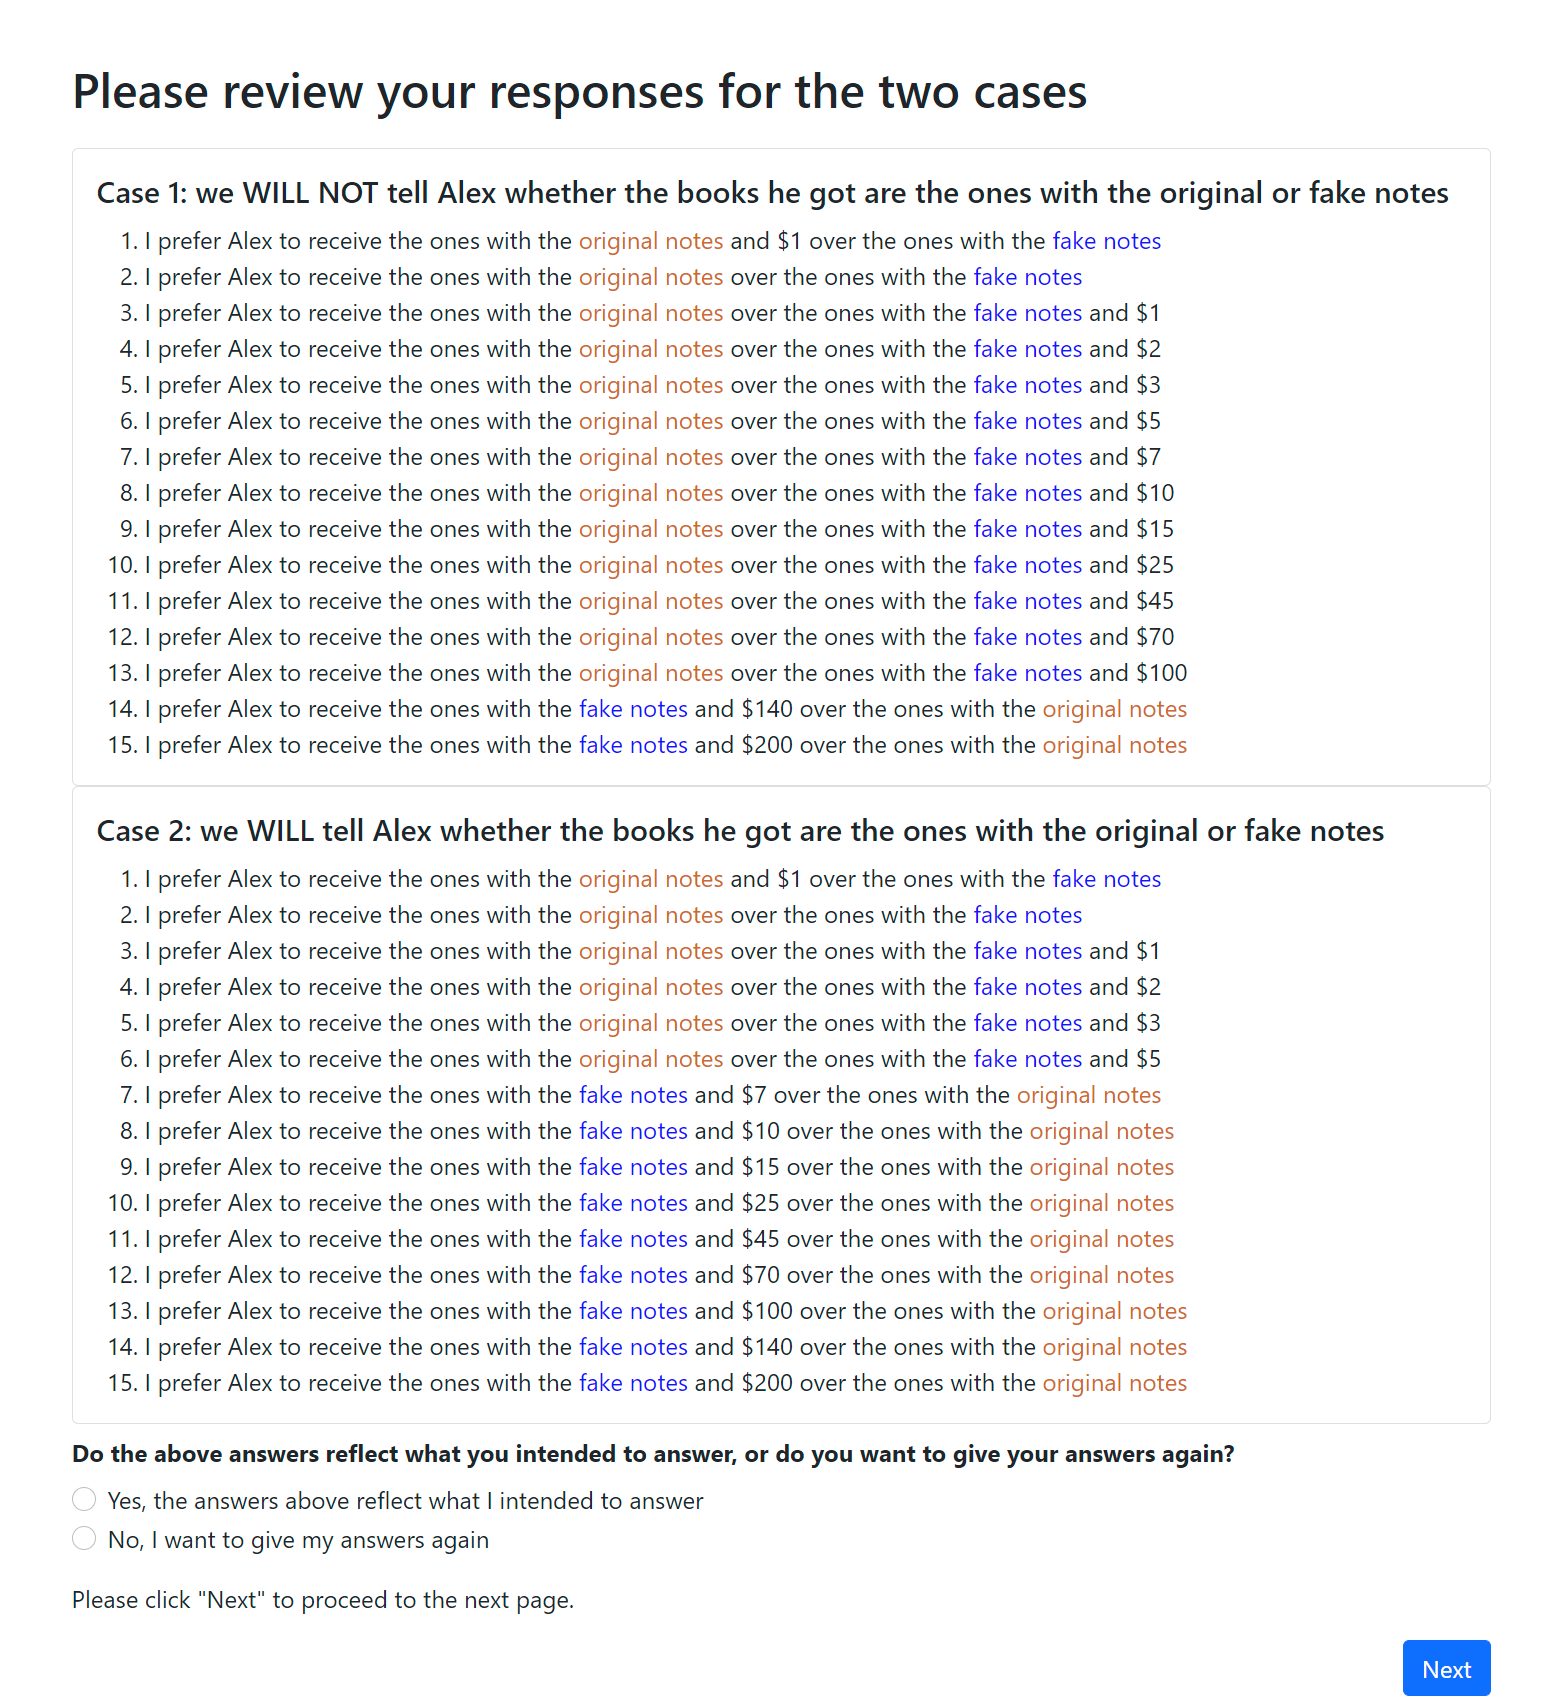 Please review your responses for the two cases
Case 1: we WILL NOT tell Alex whether the books he got are the ones with the original or fake notes
1. I prefer Alex to receive the ones with the original notes and $1 over the ones with the fake notes
2. I prefer Alex to receive the ones with the original notes over the ones with the fake notes
3. I prefer Alex to receive the ones with the original notes over the ones with the fake notes and $1
4. I prefer Alex to receive the ones with the original notes over the ones with the fake notes and $2
5. I prefer Alex to receive the ones with the original notes over the ones with the fake notes and $3
6. I prefer Alex to receive the ones with the original notes over the ones with the fake notes and $5
7. I prefer Alex to receive the ones with the original notes over the ones with the fake notes and $7
8. I prefer Alex to receive the ones with the original notes over the ones with the fake notes and $10
9. I prefer Alex to receive the ones with the original notes over the ones with the fake notes and $15
10. I prefer Alex to receive the ones with the original notes over the ones with the fake notes and $25
11. I prefer Alex to receive the ones with the original notes over the ones with the fake notes and $45
12. I prefer Alex to receive the ones with the original notes over the ones with the fake notes and $70
13. I prefer Alex to receive the ones with the original notes over the ones with the fake notes and $100
14. I prefer Alex to receive the ones with the fake notes and $140 over the ones with the original notes
15. I prefer Alex to receive the ones with the fake notes and $200 over the ones with the original notes
Case 2: we WILL tell Alex whether the books he got are the ones with the original or fake notes
1. I prefer Alex to receive the ones with the original notes and $1 over the ones with the fake notes
2. I prefer Alex to receive the ones with the original notes over the ones with the fake notes
3. I prefer Alex to receive the ones with the original notes over the ones with the fake notes and $1
4. I prefer Alex to receive the ones with the original notes over the ones with the fake notes and $2
5. I prefer Alex to receive the ones with the original notes over the ones with the fake notes and $3
6. I prefer Alex to receive the ones with the original notes over the ones with the fake notes and $5
7. I prefer Alex to receive the ones with the fake notes and $7 over the ones with the original notes
8. I prefer Alex to receive the ones with the fake notes and $10 over the ones with the original notes
9. I prefer Alex to receive the ones with the fake notes and $15 over the ones with the original notes
10. I prefer Alex to receive the ones with the fake notes and $25 over the ones with the original notes
11. I prefer Alex to receive the ones with the fake notes and $45 over the ones with the original notes
12. I prefer Alex to receive the ones with the fake notes and $70 over the ones with the original notes
13. I prefer Alex to receive the ones with the fake notes and $100 over the ones with the original notes
14. I prefer Alex to receive the ones with the fake notes and $140 over the ones with the original notes
15. I prefer Alex to receive the ones with the fake notes and $200 over the ones with the original notes
Do the above answers reflect what you intended to answer, or do you want to give your answers again?
Yes, the answers above reflect what I intended to answer
No, I want to give my answers again
Please click "Next" to proceed to the next page.
Next